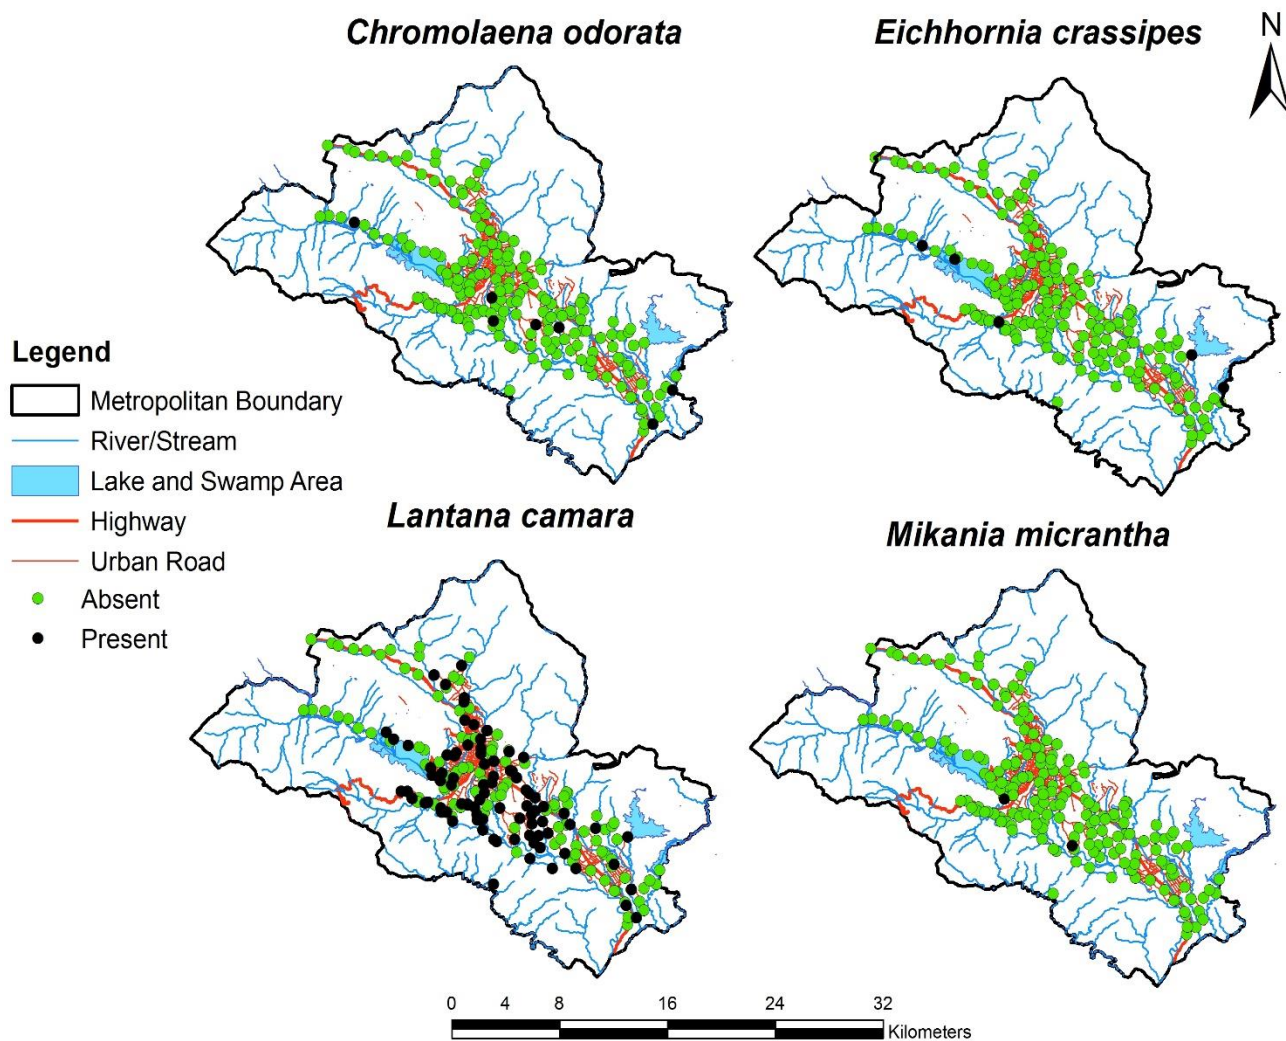 Chromolaena odorata
Eichhornia crassipes
N
Legend
Metropolitan Boundary
River/Stream
Lake and Swamp Area
Highway
Urban Road
Absent
Present
Lantana camara
Mikania micrantha
0 4 8 16 24 32
Kilometers